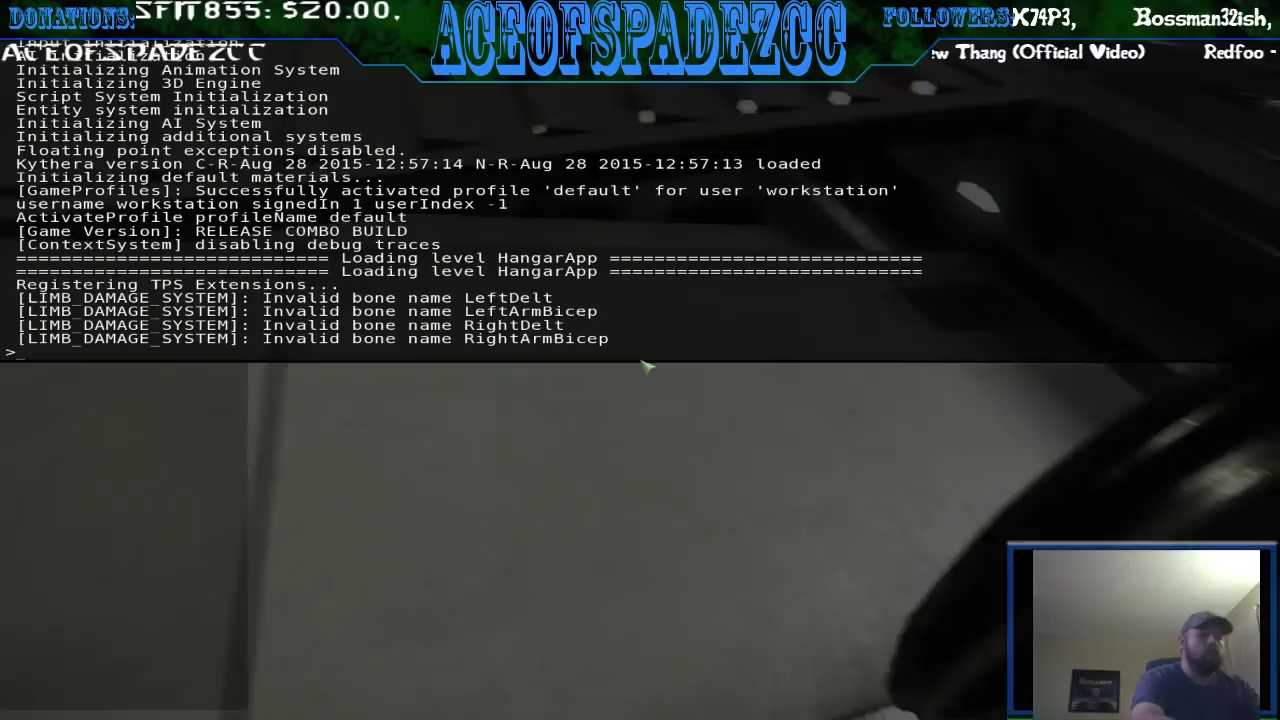 DONATIONS: SFIT855: $20.00,
ACEOFSPADEZCC
FOLLOWERS: X74P3, Bossman32ish,
ACEOFSPADEZCC
ew Thang (Official Video) Redfoo -
Initializing Animation System
Initializing 3D Engine
Script System Initialization
Entity System initialization
Initializing AI System
Initializing additional systems
Floating point exceptions disabled.
Kythera version C-R-Aug 28 2015-12:57:14 N-R-Aug 28 2015-12:57:13 loaded
Initializing default materials...
[GameProfiles]: Successfully activated profile 'default' for user 'workstation'
username workstation signedIn 1 userIndex -1
ActivateProfile profileName default
[Game Version]: RELEASE COMBO BUILD
[ContextSystem] disabling debug traces
============================ Loading level HangarApp ============================
============================ Loading level HangarApp ============================
Registering TPS Extensions...
[LIMB_DAMAGE_SYSTEM]: Invalid bone name LeftDelt
[LIMB_DAMAGE_SYSTEM]: Invalid bone name LeftArmBicep
[LIMB_DAMAGE_SYSTEM]: Invalid bone name RightDelt
[LIMB_DAMAGE_SYSTEM]: Invalid bone name RightArmBicep
>_